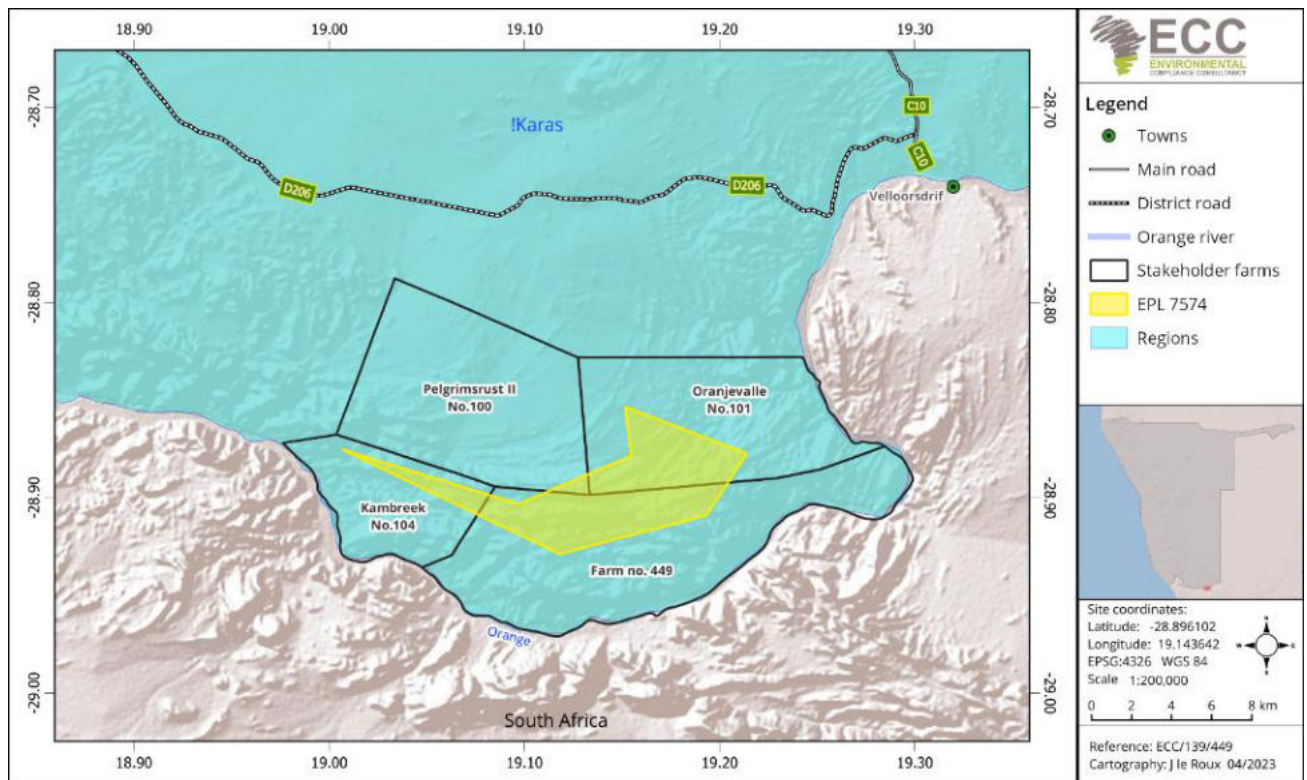 18.90 19.00 19.10 19.20 19.30
-28.70 -28.70
-28.80 -28.80
-28.90 -28.90
-29.00 -29.00
18.90 19.00 19.10 19.20 19.30
!Karas
C10
C10
D206
D206
Velloorsdrif
Pelgrimsrust II
No.100
Oranjevalle
No.101
Kambreek
No.104
Farm no. 449
Orange
South Africa
ECC
ENVIRONMENTAL
COMPLIANCE CONSULTANCY
Legend
Towns
Main road
District road
Orange river
Stakeholder farms
EPL 7574
Regions
Site coordinates:
Latitude: -28.896102
Longitude: 19.143642
EPSG:4326 WGS 84
Scale 1:200,000
N
W E
S
0 2 4 6 8 km
Reference: ECC/139/449
Cartography: J le Roux 04/2023